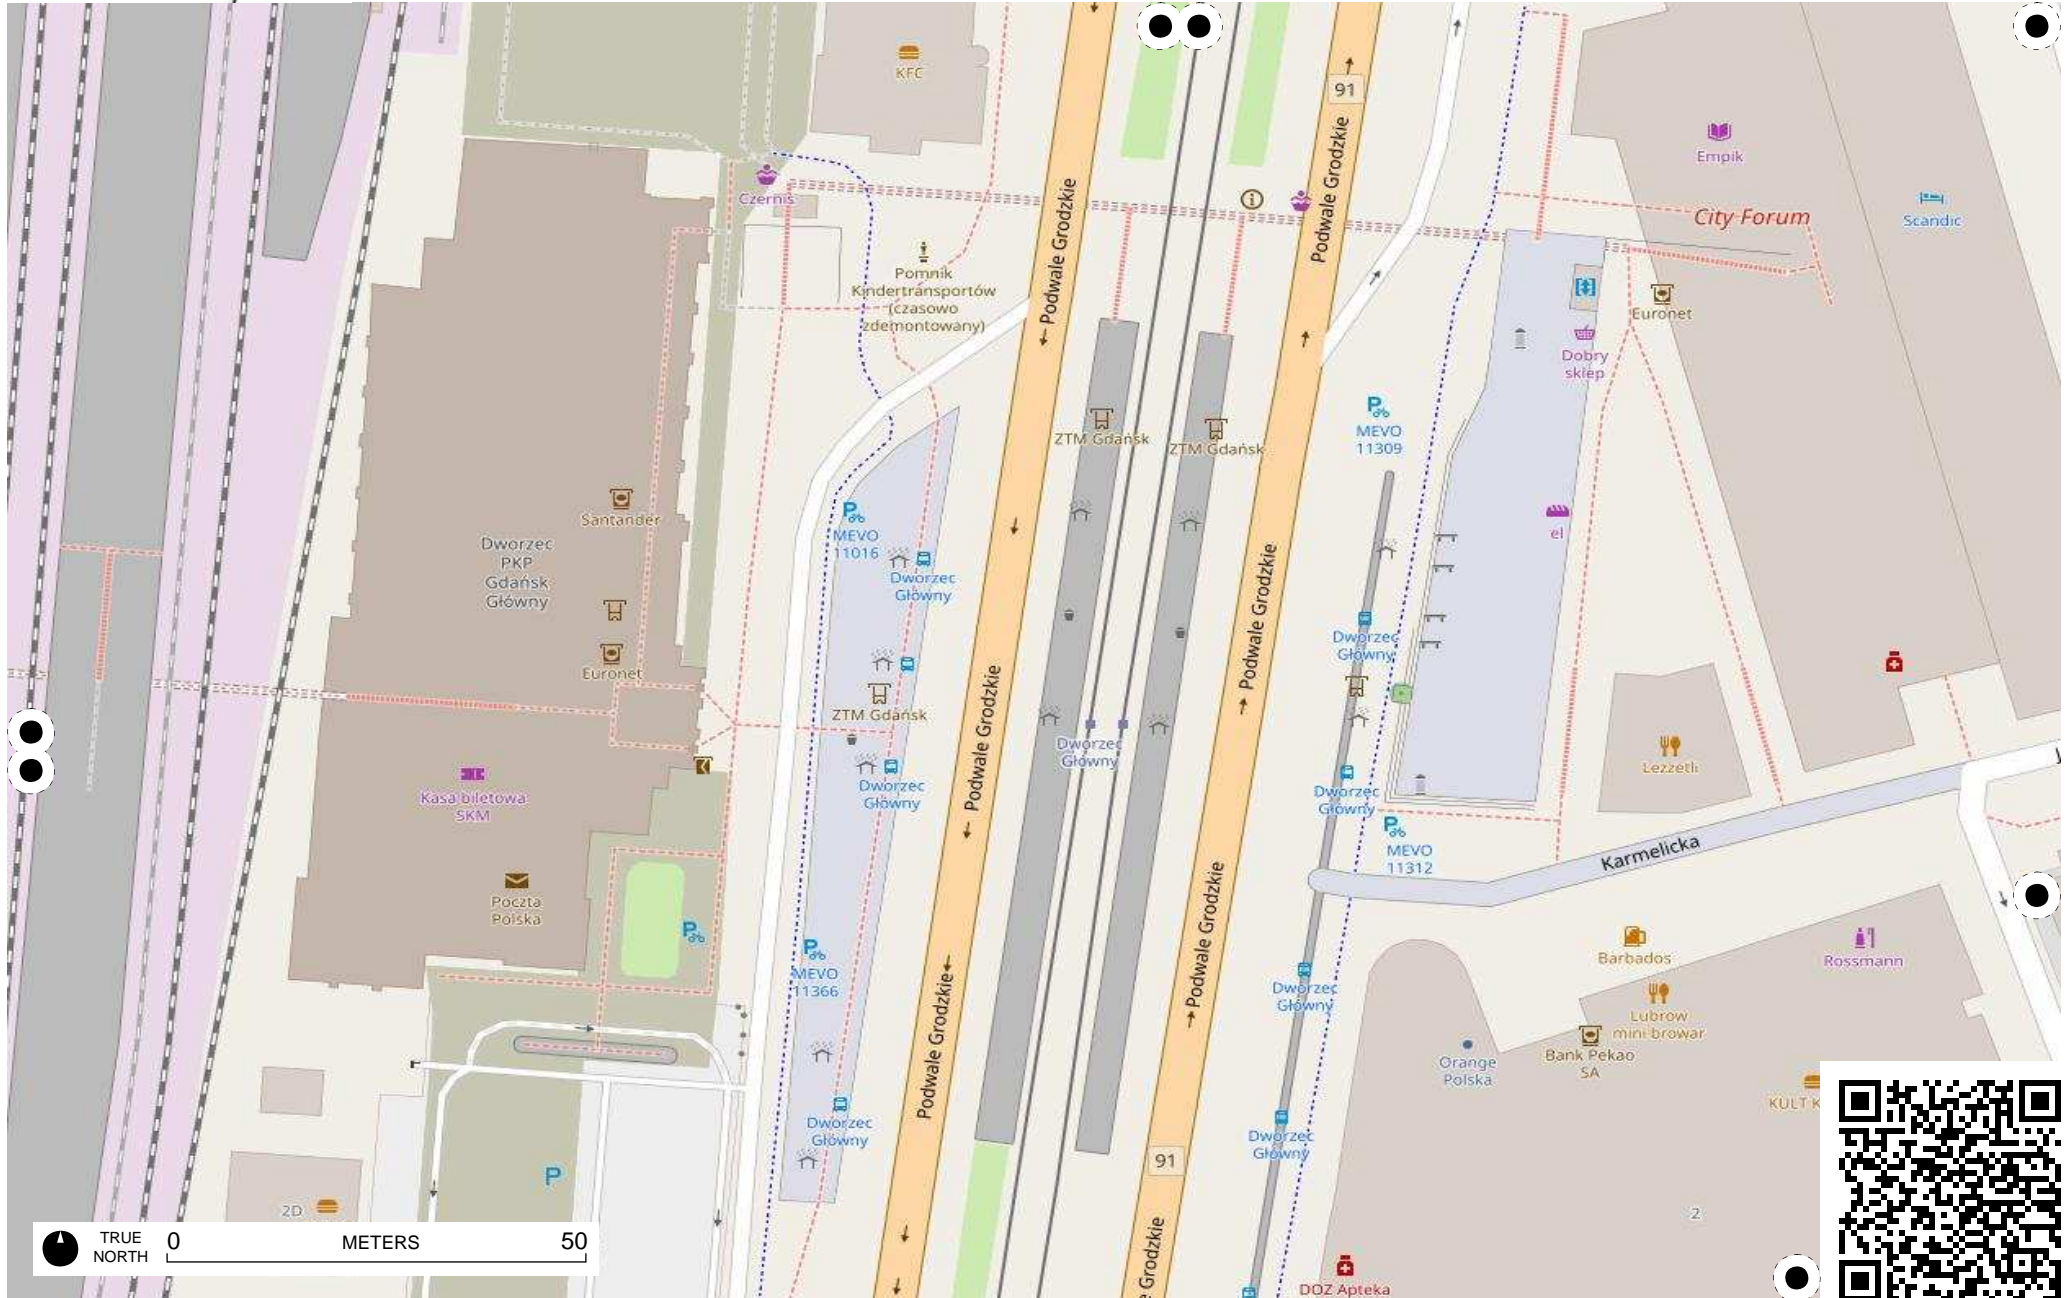 KFC
91
Podwale Grodzkie
Empik
Czernis
Podwale Grodzkie
City Forum
Scandic
Pomnik
Kindertransportów
(czasowo
zdemontowany)
Podwale Grodzkie
Euronet
Dobry
sklep
MEVO
11309
ZTM Gdańsk
ZTM Gdańsk
Santander
MEVO
11016
el
Dworzec
PKP
Gdańsk
Główny
Dworzec
Główny
Podwale Grodzkie
Dworzec
Główny
Euronet
ZTM Gdańsk
Podwale Grodzkie
Dworzec
Główny
Lezzetli
Kasa biletowa
SKM
Dworzec
Główny
Dworzec
Główny
MEVO
11312
Karmelicka
Poczta
Polska
Podwale Grodzkie
Barbados
Rossmann
MEVO
11366
Dworzec
Główny
Lubrow
mini browar
Podwale Grodzkie
Bank Pekao
SA
Orange
Polska
KULT K
Dworzec
Główny
Dworzec
Główny
91
P
2D
2
e Grodzkie
DOZ Apteka
TRUE
NORTH
0 METERS 50